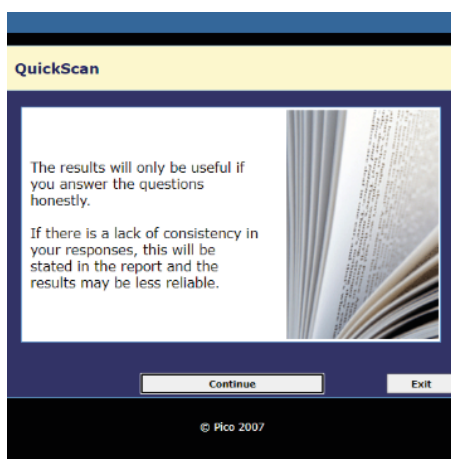 QuickScan
The results will only be useful if
you answer the questions
honestly.
If there is a lack of consistency in
your responses, this will be
stated in the report and the
results may be less reliable.
Continue
Exit
© Pico 2007